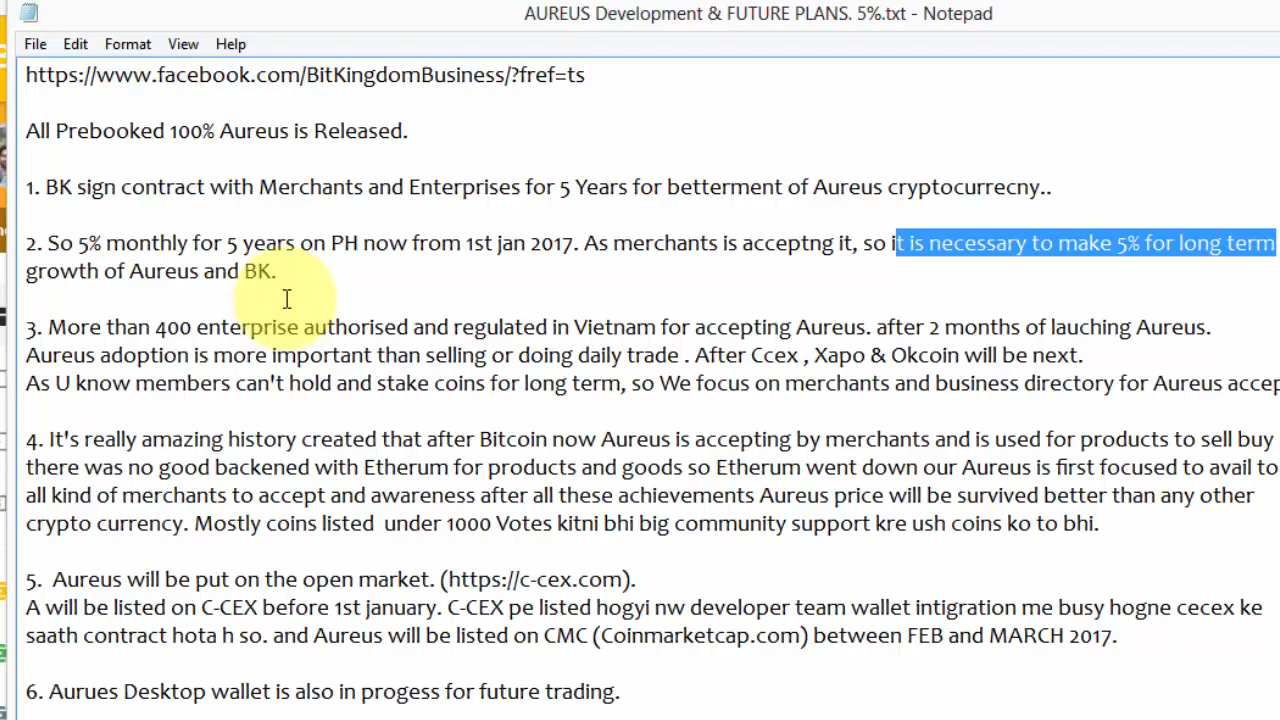 AUREUS Development & FUTURE PLANS. 5%.txt - Notepad
File Edit Format View Help
https://www.facebook.com/BitKingdomBusiness/?fref=ts
All Prebooked 100% Aureus is Released.
1. BK sign contract with Merchants and Enterprises for 5 Years for betterment of Aureus cryptocurrecny..
2. So 5% monthly for 5 years on PH now from 1st jan 2017. As merchants is acceptng it, so it is necessary to make 5% for long term
growth of Aureus and BK.
3. More than 400 enterprise authorised and regulated in Vietnam for accepting Aureus. after 2 months of lauching Aureus.
Aureus adoption is more important than selling or doing daily trade . After Ccex , Xapo & Okcoin will be next.
As U know members can't hold and stake coins for long term, so We focus on merchants and business directory for Aureus accep
4. It's really amazing history created that after Bitcoin now Aureus is accepting by merchants and is used for products to sell buy
there was no good backened with Etherum for products and goods so Etherum went down our Aureus is first focused to avail to
all kind of merchants to accept and awareness after all these achievements Aureus price will be survived better than any other
crypto currency. Mostly coins listed  under 1000 Votes kitni bhi big community support kre ush coins ko to bhi.
5.  Aureus will be put on the open market. (https://c-cex.com).
A will be listed on C-CEX before 1st january. C-CEX pe listed hogyi nw developer team wallet intigration me busy hogne cecex ke
saath contract hota h so. and Aureus will be listed on CMC (Coinmarketcap.com) between FEB and MARCH 2017.
6. Aurues Desktop wallet is also in progess for future trading.